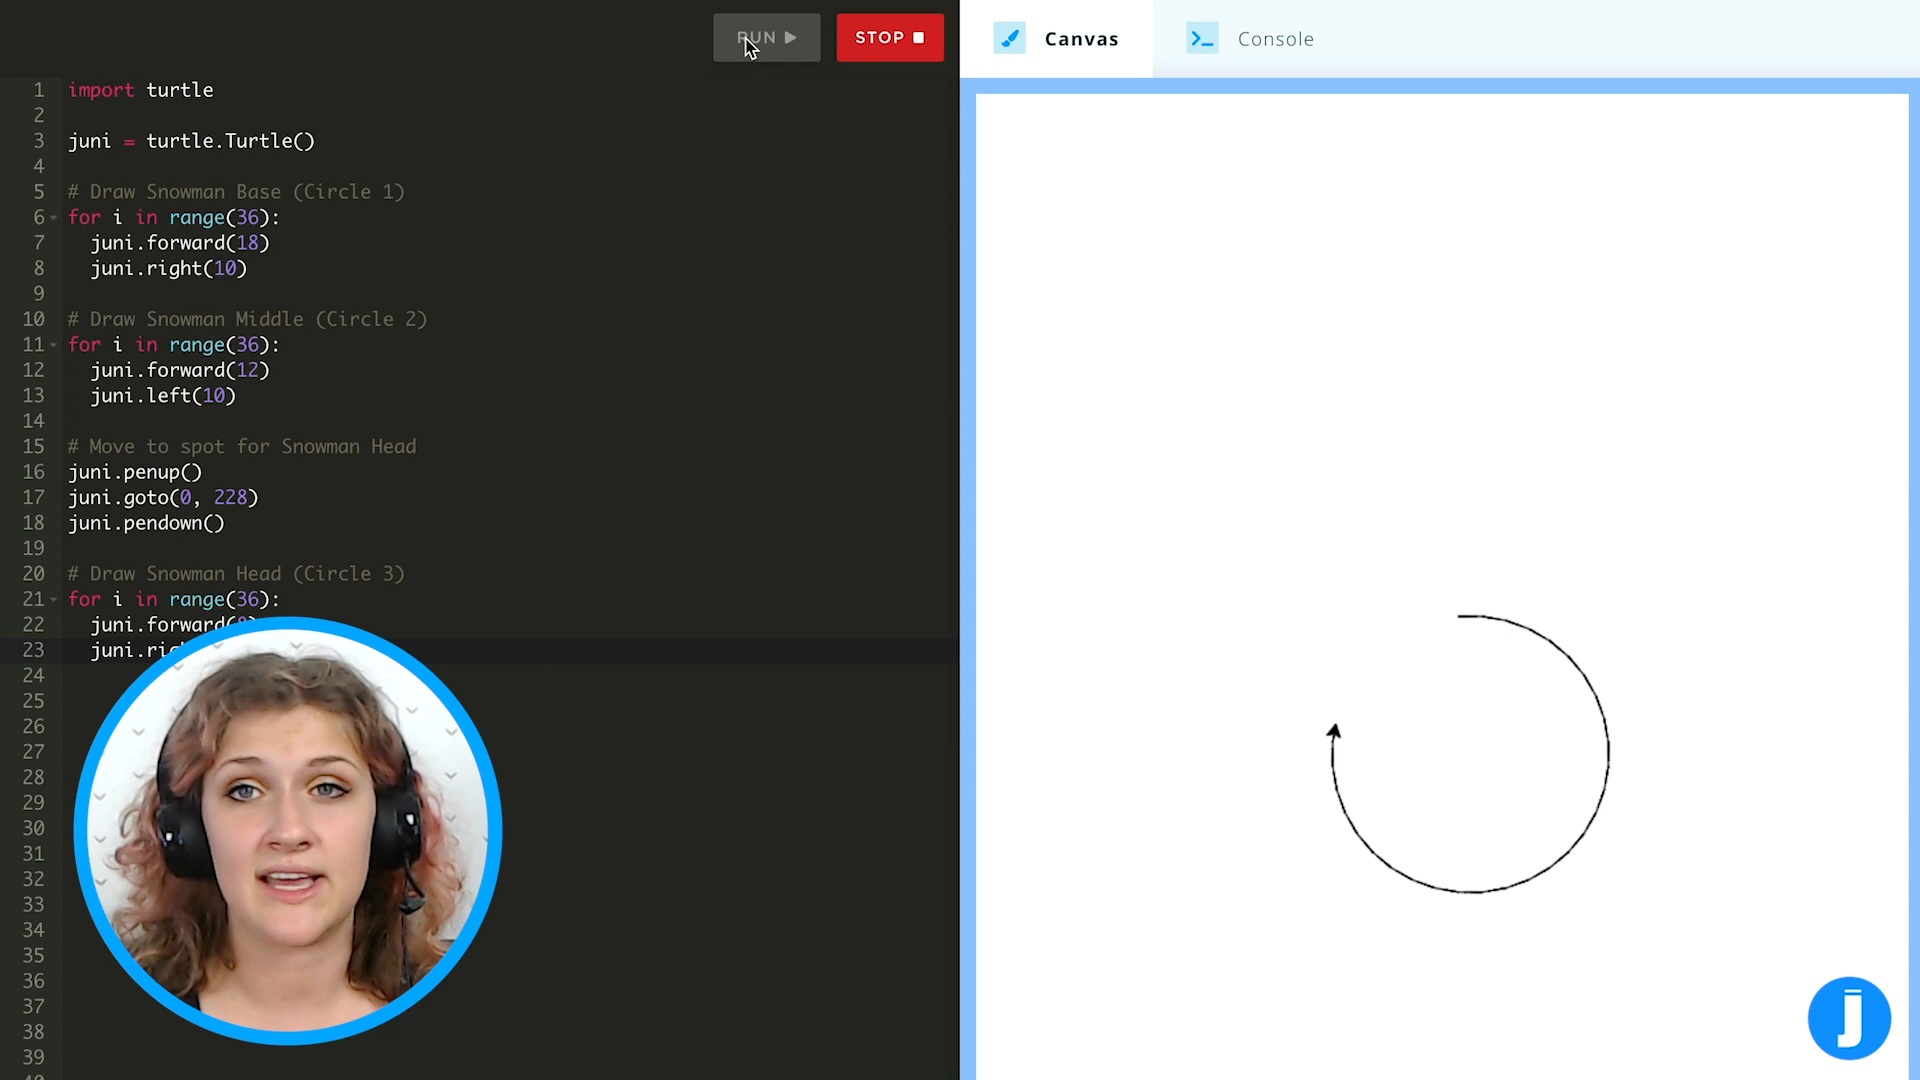 RUN
STOP
Canvas
Console
1 import turtle
2
3 juni = turtle.Turtle()
4
5 # Draw Snowman Base (Circle 1)
6 for i in range(36):
7 juni.forward(18)
8 juni.right(10)
9
10 # Draw Snowman Middle (Circle 2)
11 for i in range(36):
12 juni.forward(12)
13 juni.left(10)
14
15 # Move to spot for Snowman Head
16 juni.penup()
17 juni.goto(0, 228)
18 juni.pendown()
19
20 # Draw Snowman Head (Circle 3)
21 for i in range(36):
22 juni.forward(
23 juni.ri
24
25
26
27
28
29
30
31
32
33
34
35
36
37
38
39
j